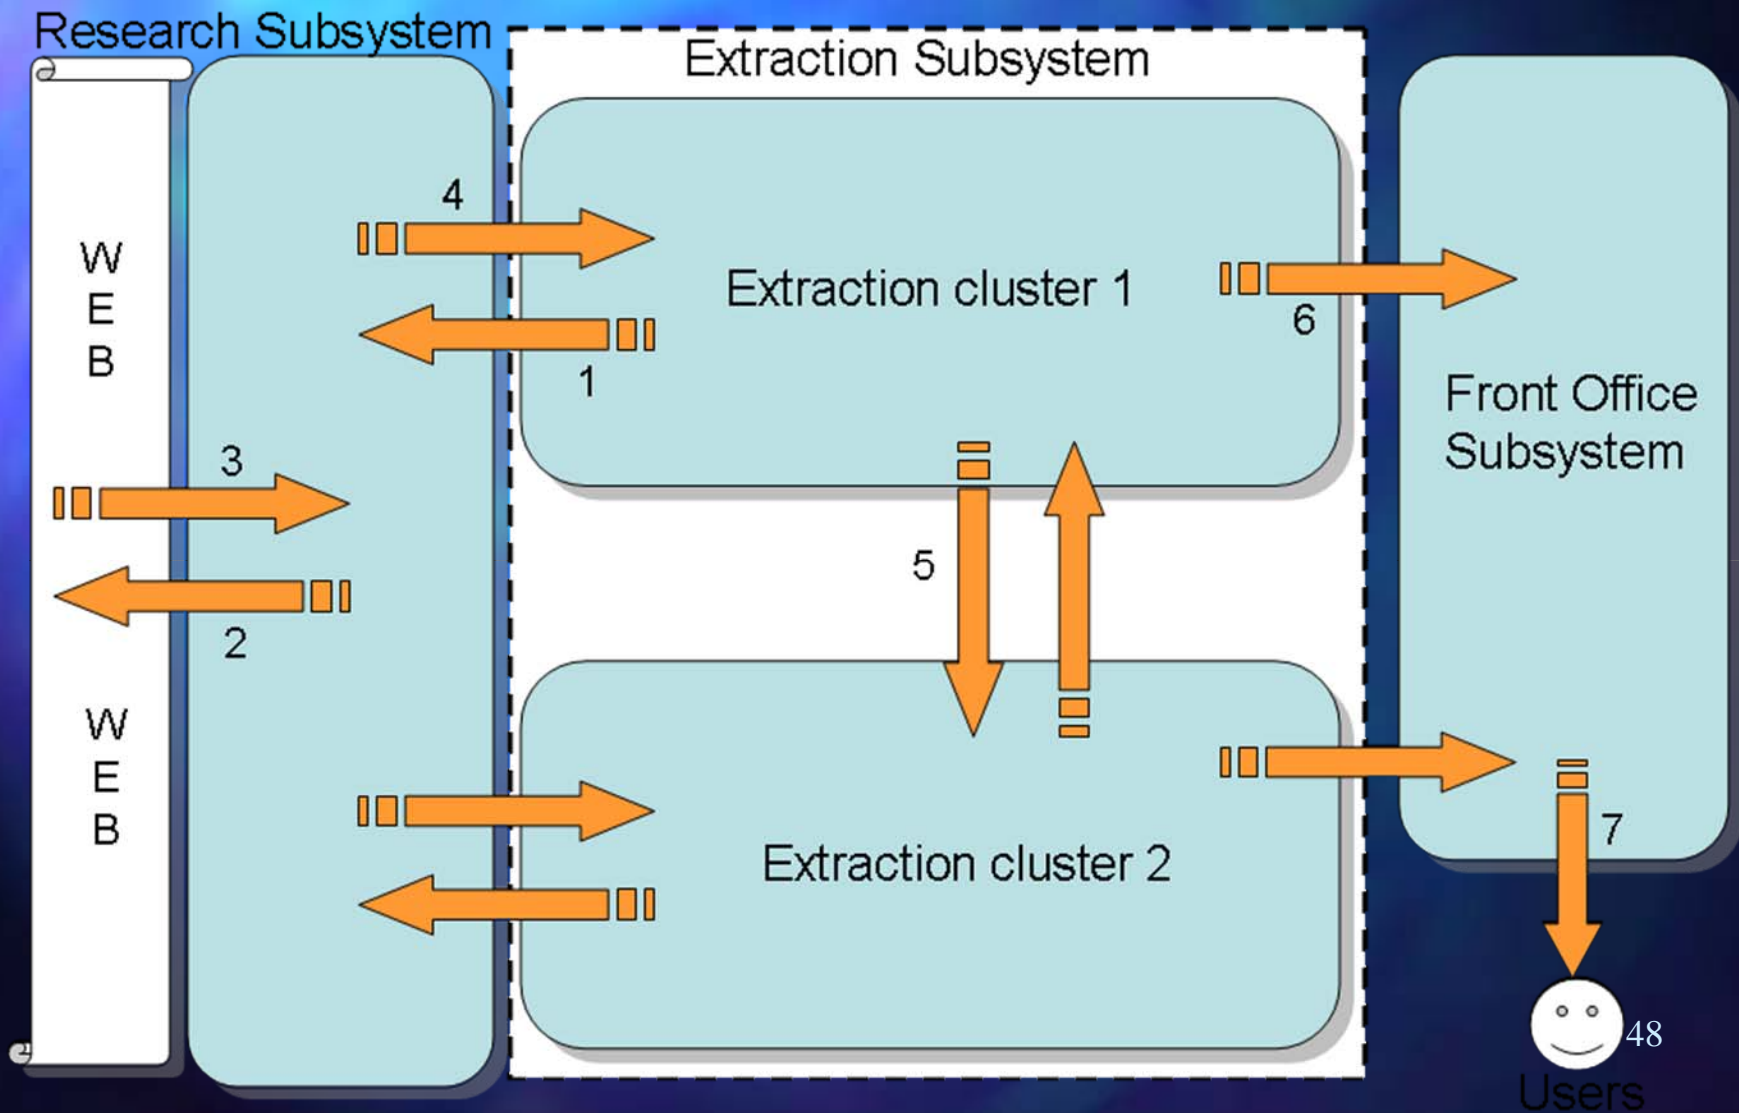 Research Subsystem
Extraction Subsystem
W
E
B
W
E
B
4
1
3
2
Extraction cluster 1
6
5
Extraction cluster 2
Front Office
Subsystem
7
48
Users